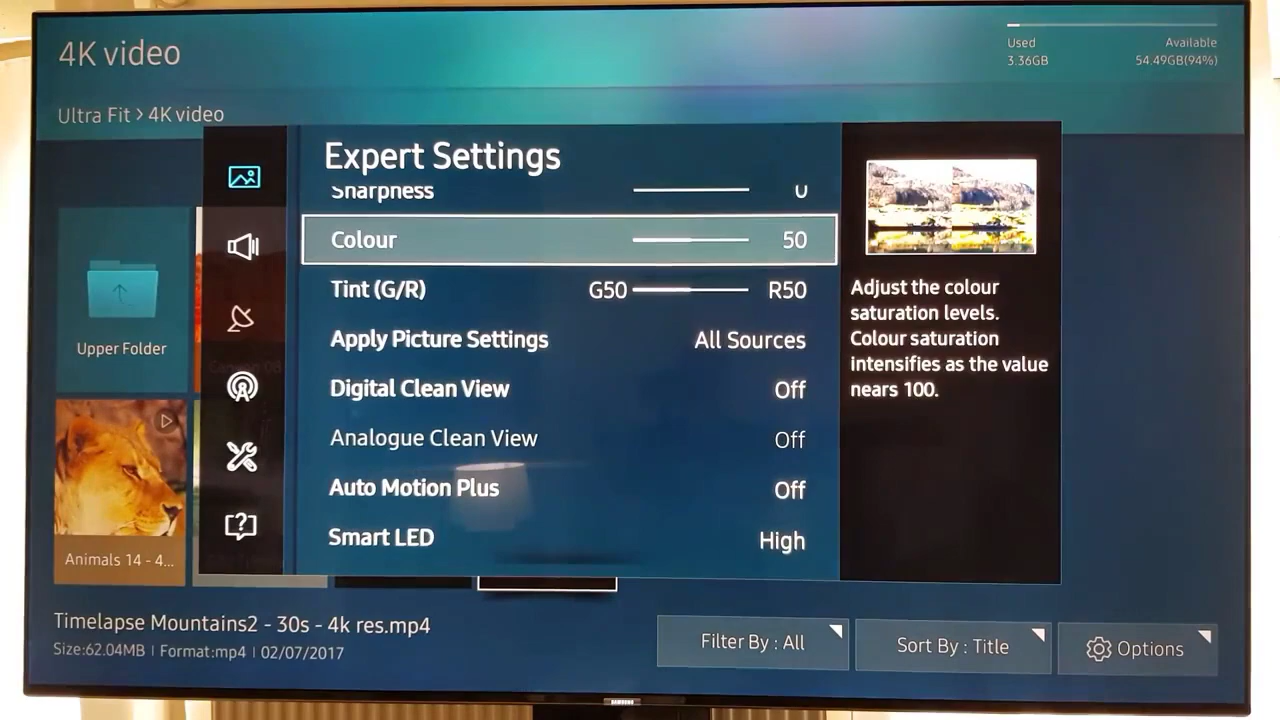 4K video
Used
Available
3.36GB
54.49GB(94%)
Ultra Fit > 4K video
Expert Settings
Sharpness 0
Colour 50
Tint (G/R) G50 R50
Apply Picture Settings All Sources
Digital Clean View Off
Analogue Clean View Off
Auto Motion Plus Off
Smart LED High
Adjust the colour
saturation levels.
Colour saturation
intensifies as the value
nears 100.
Upper Folder
Animals 14 - 4...
Timelapse Mountains2 - 30s - 4k res.mp4
Size:62.04MB | Format:mp4 | 02/07/2017
Filter By : All
Sort By : Title
Options
SAMSUNG